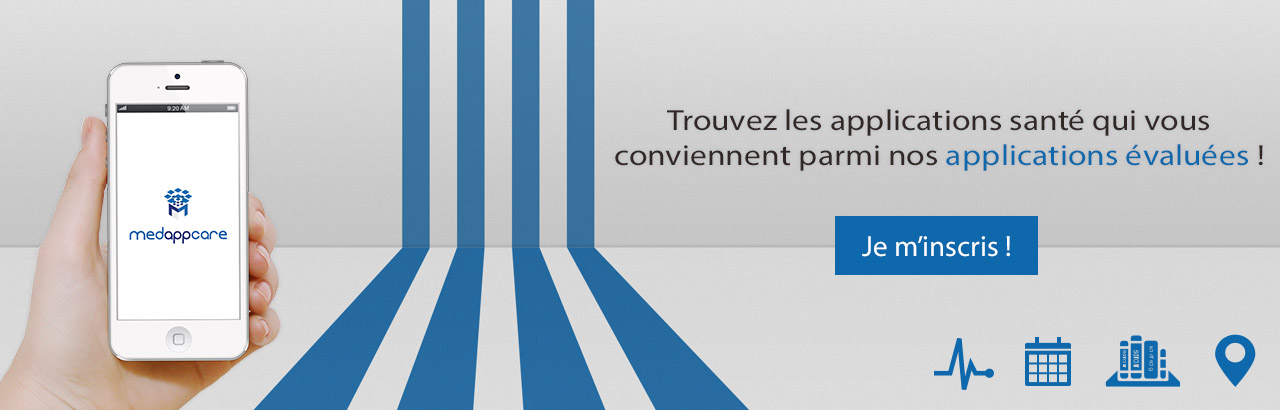 9:20 AM
medappcare
Trouvez les applications santé qui vous
conviennent parmi nos applications évaluées !
Je m’inscris !